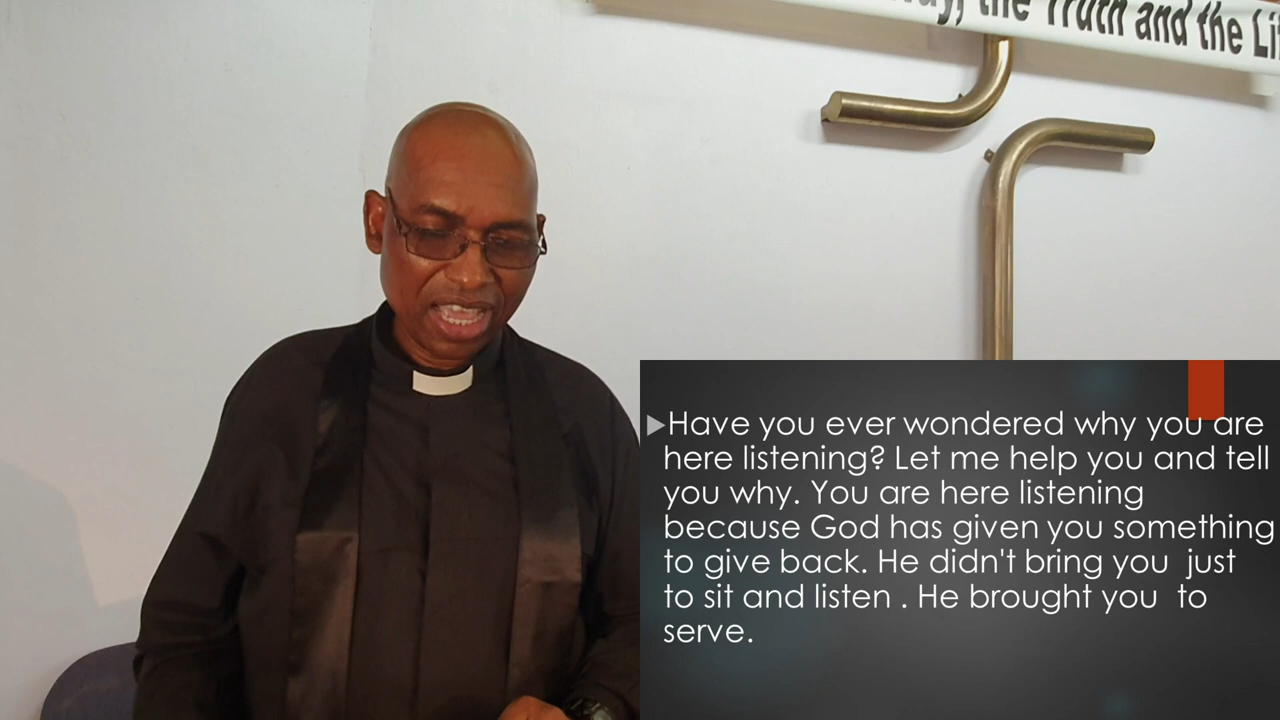 the Truth and the
Have you ever wondered why you are
here listening? Let me help you and tell
you why. You are here listening
because God has given you something
to give back. He didn't bring you  just
to sit and listen . He brought you  to
serve.